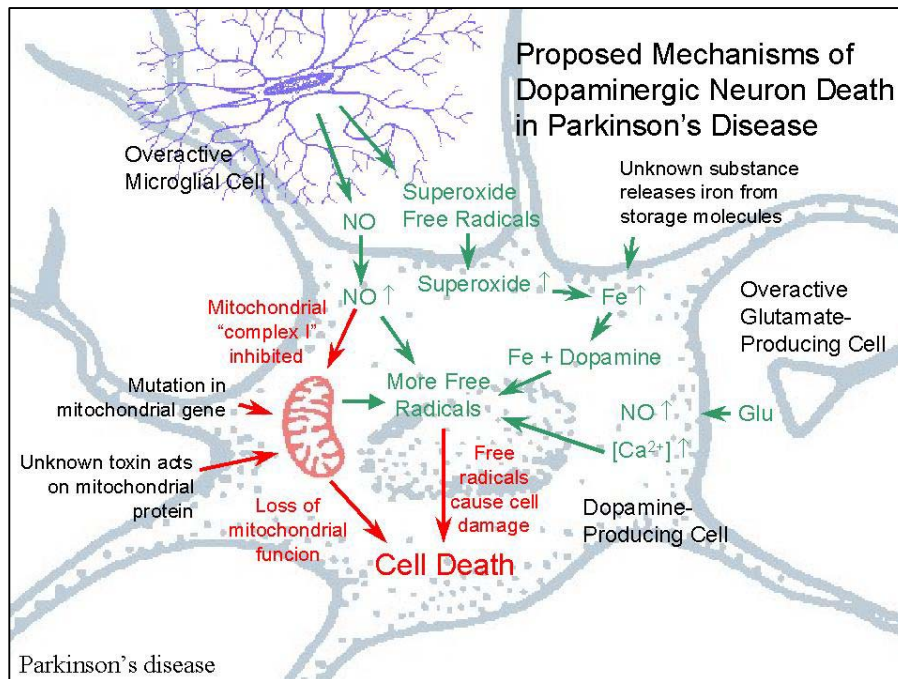 Proposed Mechanisms of
Dopaminergic Neuron Death
in Parkinson's Disease
Overactive
Microglial Cell
Unknown substance
releases iron from
storage molecules
Superoxide
Free Radicals
NO
NO ↑
Superoxide ↑
Fe ↑
Overactive
Glutamate-
Producing Cell
Mitochondrial
“complex I”
inhibited
Fe + Dopamine
Mutation in
mitochondrial gene
More Free
Radicals
NO ↑
Glu
[Ca²⁺] ↑
Unknown toxin acts
on mitochondrial
protein
Free
radicals
cause cell
damage
Loss of
mitochondrial
funcion
Dopamine-
Producing Cell
Cell Death
Parkinson’s disease